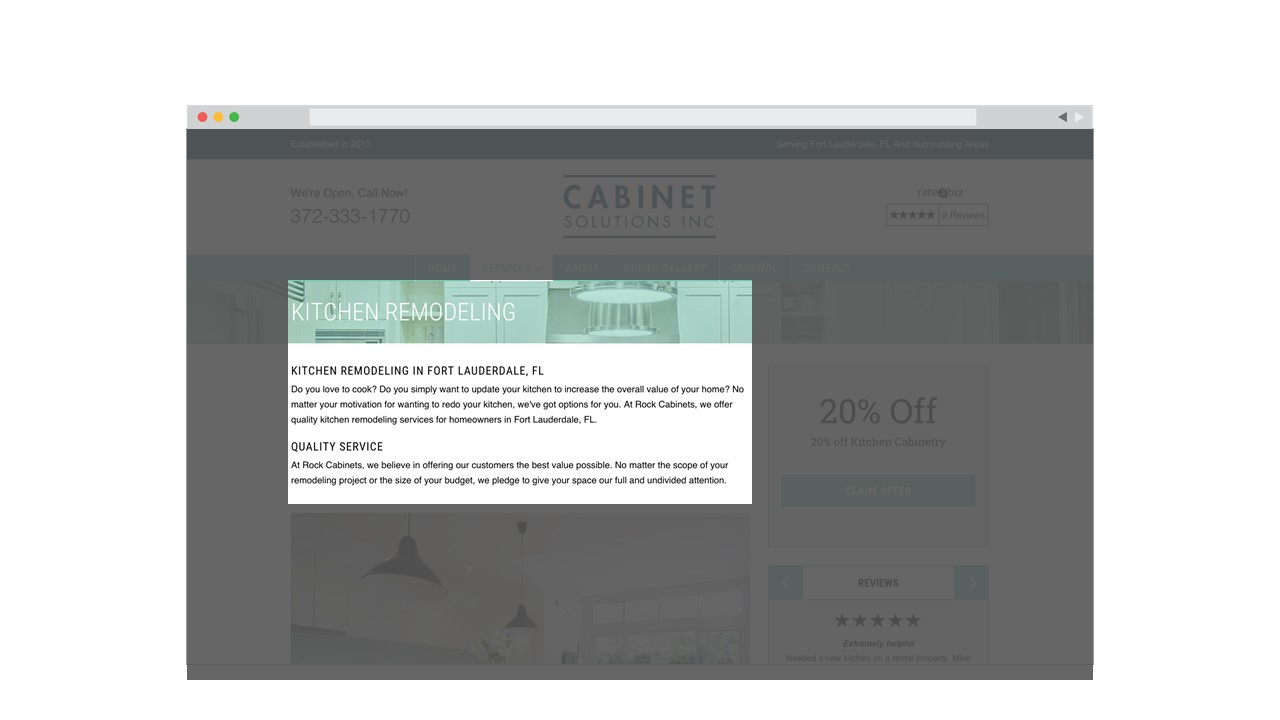 Established in 2012
Serving Fort Lauderdale, FL And Surrounding Areas
We're Open. Call Now!
372-333-1770
CABINET
SOLUTIONS INC
rate biz
★★★★★ 2 Reviews
HOME SERVICES ABOUT PHOTO GALLERY ESPAÑOL CONTACT
KITCHEN REMODELING
KITCHEN REMODELING IN FORT LAUDERDALE, FL
Do you love to cook? Do you simply want to update your kitchen to increase the overall value of your home? No
matter your motivation for wanting to redo your kitchen, we've got options for you. At Rock Cabinets, we offer
quality kitchen remodeling services for homeowners in Fort Lauderdale, FL.
QUALITY SERVICE
At Rock Cabinets, we believe in offering our customers the best value possible. No matter the scope of your
remodeling project or the size of your budget, we pledge to give your space our full and undivided attention.
20% Off
20% off Kitchen Cabinetry
CLAIM OFFER
REVIEWS
★★★★★
Extremely helpful
Needed a new kitchen on a rental property. Mike